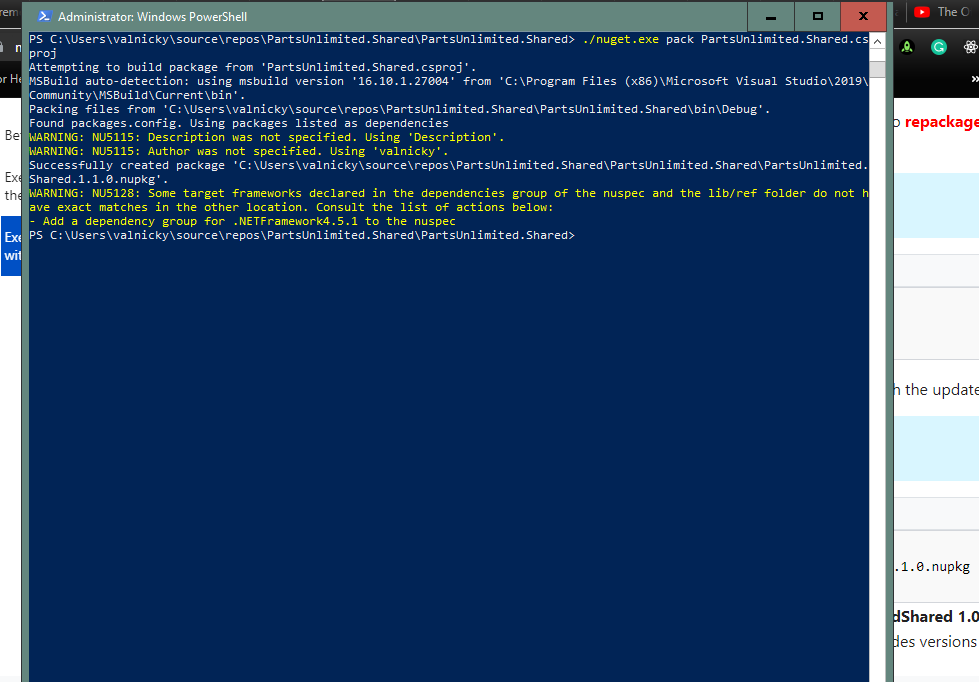 Administrator: Windows PowerShell
The O
PS C:\Users\valnicky\source\repos\PartsUnlimited.Shared\PartsUnlimited.Shared> ./nuget.exe pack PartsUnlimited.Shared.cs
proj
Attempting to build package from 'PartsUnlimited.Shared.csproj'.
MSBuild auto-detection: using msbuild version '16.10.1.27004' from 'C:\Program Files (x86)\Microsoft Visual Studio\2019\
Community\MSBuild\Current\bin'.
Packing files from 'C:\Users\valnicky\source\repos\PartsUnlimited.Shared\PartsUnlimited.Shared\bin\Debug'.
Found packages.config. Using packages listed as dependencies
WARNING: NU5115: Description was not specified. Using 'Description'.
WARNING: NU5115: Author was not specified. Using 'valnicky'.
Successfully created package 'C:\Users\valnicky\source\repos\PartsUnlimited.Shared\PartsUnlimited.Shared\PartsUnlimited.
Shared.1.1.0.nupkg'.
WARNING: NU5128: Some target frameworks declared in the dependencies group of the nuspec and the lib/ref folder do not h
ave exact matches in the other location. Consult the list of actions below:
- Add a dependency group for .NETFramework4.5.1 to the nuspec
PS C:\Users\valnicky\source\repos\PartsUnlimited.Shared\PartsUnlimited.Shared>
rem
or He
Be
Exe
the
Exe
wit
o repackage
h the update
.1.0.nupkg
dShared 1.0
des versions